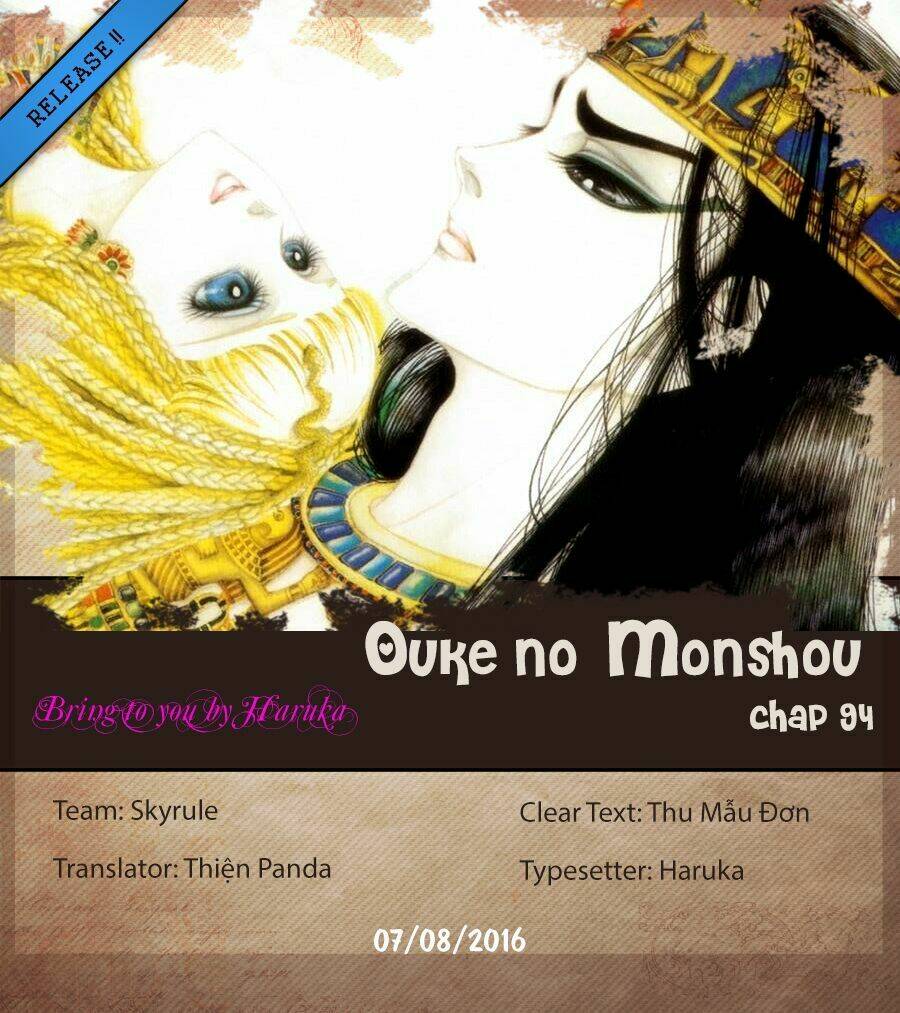 RELEASE!!
Ouke no Monshou
Bring to you by Haruka
chap 94
Team: Skyrule
Clear Text: Thu Mẫu Đơn
Translator: Thiện Panda
Typesetter: Haruka
07/08/2016